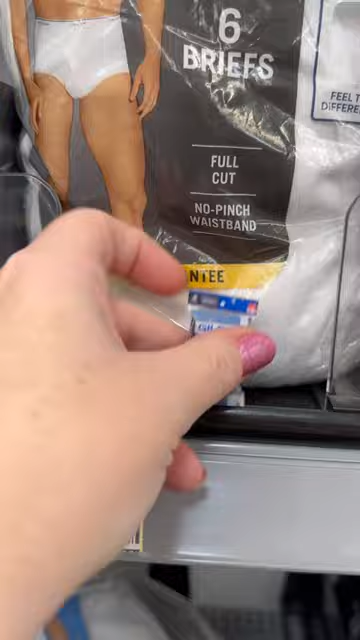 6
BRIEFS
FEEL T
DIFFERE
FULL
CUT
NO-PINCH
WAISTBAND
NTEE